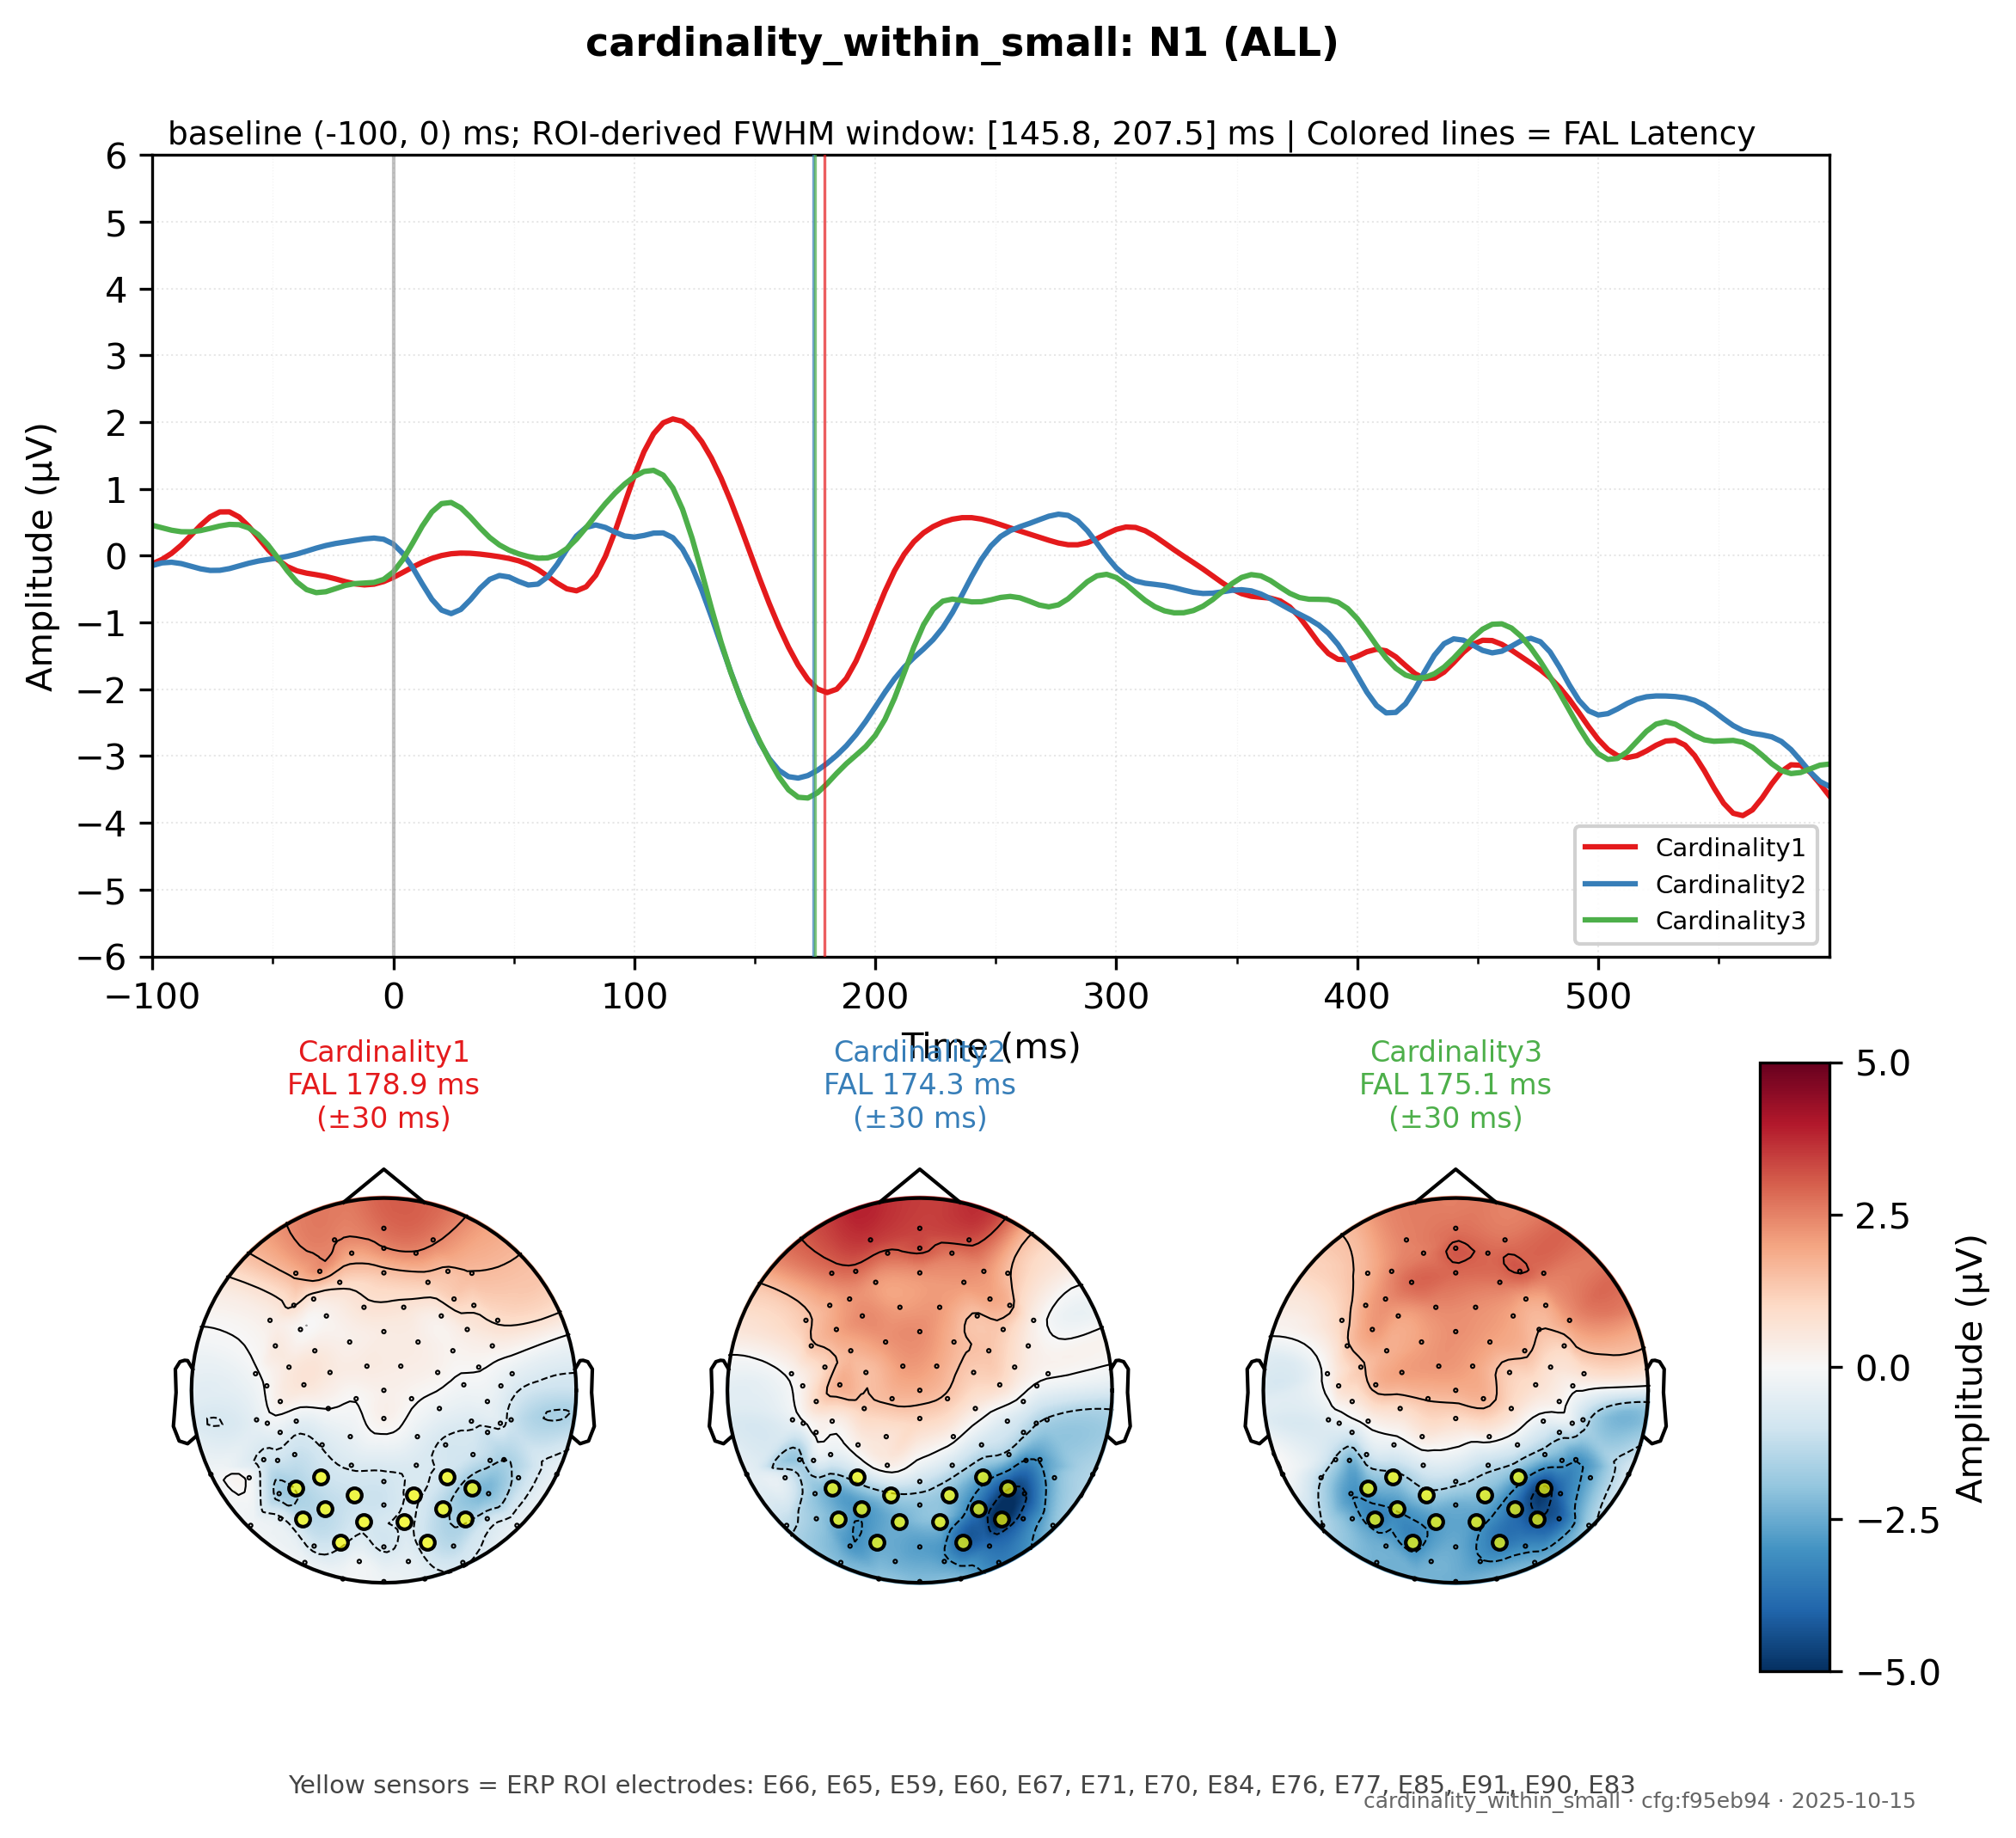 cardinality_within_small: N1 (ALL)
baseline (-100, 0) ms; ROI-derived FWHM window: [145.8, 207.5] ms | Colored lines = FAL Latency
6
5
4
3
2
1
0
−1
−2
−3
−4
−5
−6
Amplitude (µV)
Cardinality1
Cardinality2
Cardinality3
−100 0 100 200 300 400 500
Time (ms)
Cardinality1
FAL 178.9 ms
(±30 ms)
Cardinality2
FAL 174.3 ms
(±30 ms)
Cardinality3
FAL 175.1 ms
(±30 ms)
5.0
2.5
0.0
−2.5
−5.0
Amplitude (µV)
Yellow sensors = ERP ROI electrodes: E66, E65, E59, E60, E67, E71, E70, E84, E76, E77, E85, E91, E90, E83
cardinality_within_small · cfg:f95eb94 · 2025-10-15